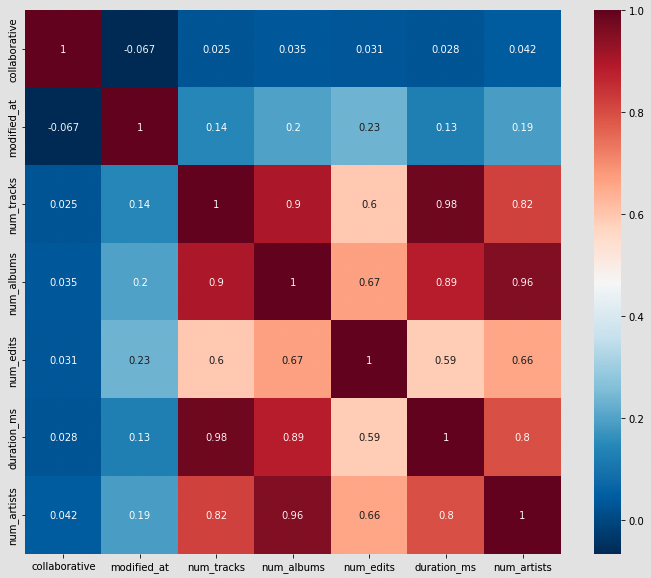 collaborative 1 -0.067 0.025 0.035 0.031 0.028 0.042
modified_at -0.067 1 0.14 0.2 0.23 0.13 0.19
num_tracks 0.025 0.14 1 0.9 0.6 0.98 0.82
num_albums 0.035 0.2 0.9 1 0.67 0.89 0.96
num_edits 0.031 0.23 0.6 0.67 1 0.59 0.66
duration_ms 0.028 0.13 0.98 0.89 0.59 1 0.8
num_artists 0.042 0.19 0.82 0.96 0.66 0.8 1
collaborative modified_at num_tracks num_albums num_edits duration_ms num_artists
1.0
0.8
0.6
0.4
0.2
0.0